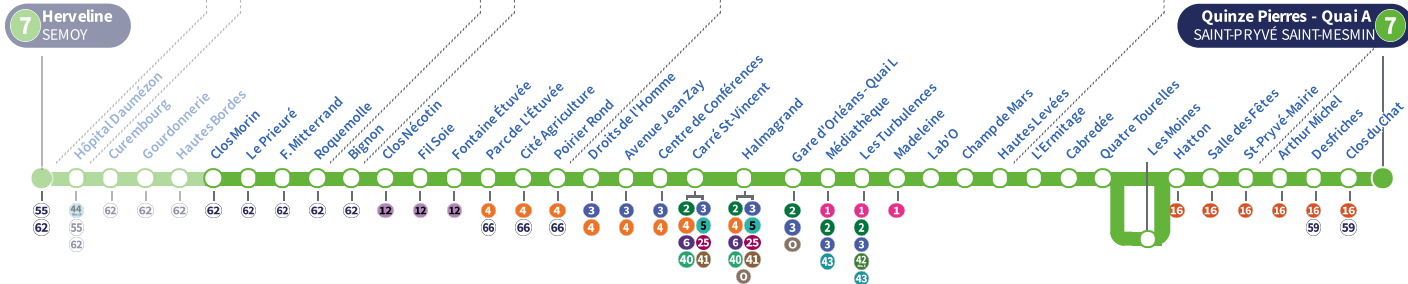 7
Herveline
SEMOY
Quinze Pierres - Quai A
SAINT-PRYVÉ SAINT-MESMIN
7
Hôpital Daumézon
Curembourg
Gourdonnerie
Hautes Bordes
Clos Morin
Le Prieuré
F. Mitterrand
Roquemolle
Bignon
Clos Nécotin
Fil Soie
Fontaine Étuvée
Parc de L'Étuvée
Cité Agriculture
Poirier Rond
Droits de l'Homme
Avenue Jean Zay
Centre de Conférences
Carré St-Vincent
Halmagrand
Gare d'Orléans - Quai L
Médiathèque
Les Turbulences
Madeleine
Lab'O
Champ de Mars
Hautes Levées
L'Ermitage
Cabredée
Quatre Tourelles
Les Moines
Hatton
Salle des Fêtes
St-Pryvé-Mairie
Arthur Michel
Desfriches
Clos du Chat
55 44 62 62 62 62 62 62 62 62 12 12 12 4 4 4 3 3 3 2 3 2 3 2 1 1 1 16 16 16 16 16 16
62 55 66 66 66 4 4 4 4 5 4 5 3 2 2 59 59
62 6 25 6 25 O 3 3
40 41 40 41 43 42
O 43